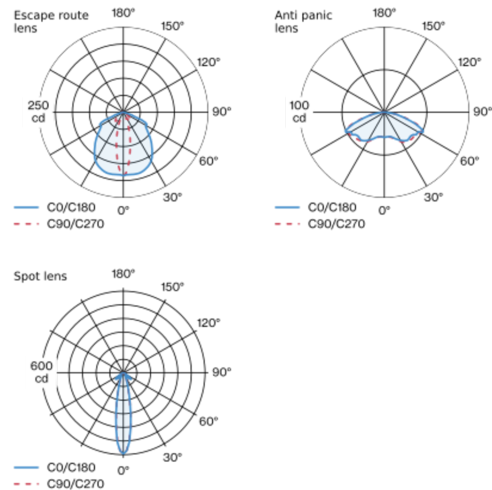 Escape route
lens
180°
150°
120°
250
cd
90°
60°
30°
0°
C0/C180
C90/C270
Anti panic
lens
180°
150°
120°
100
cd
90°
60°
30°
0°
C0/C180
C90/C270
Spot lens
180°
150°
120°
600
cd
90°
60°
30°
0°
C0/C180
C90/C270